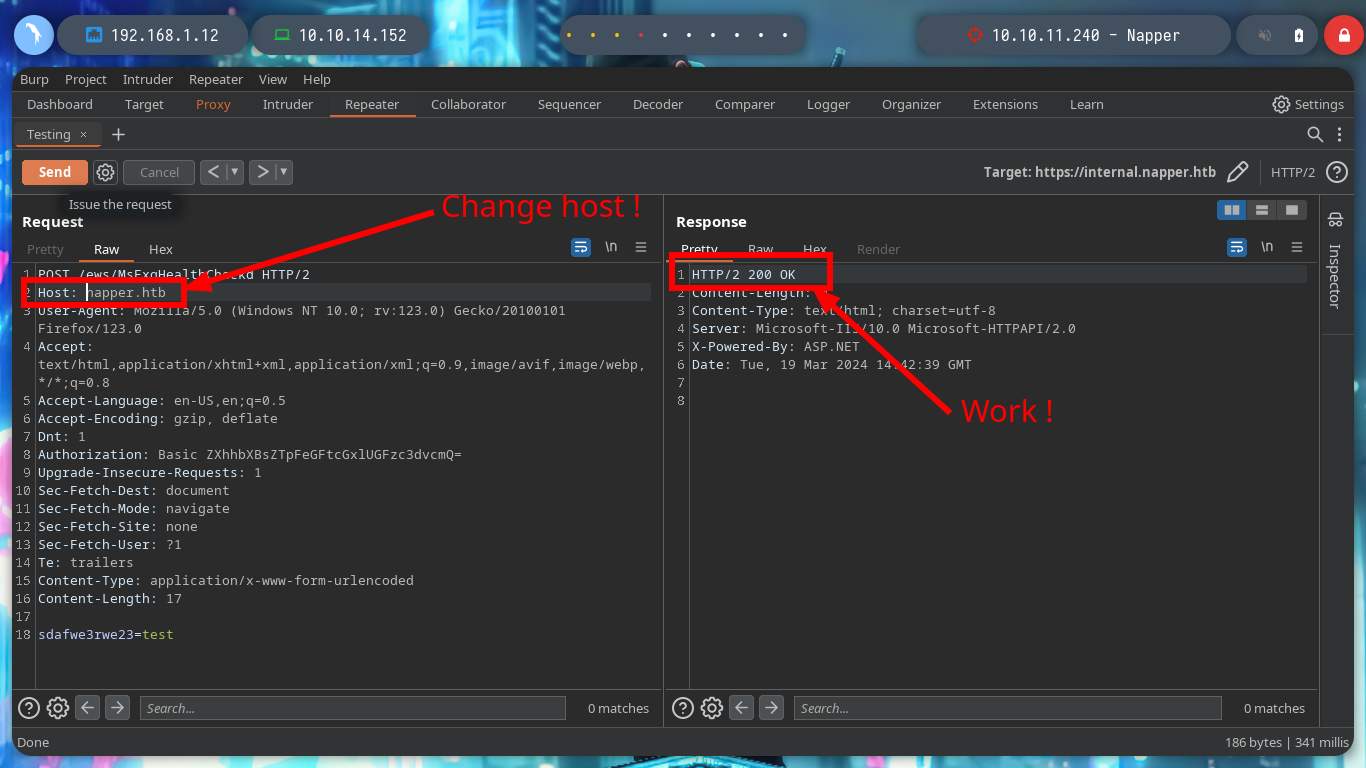 192.168.1.12
10.10.14.152
10.10.11.240 - Napper
Burp Project Intruder Repeater View Help
Dashboard Target Proxy Intruder Repeater Collaborator Sequencer Decoder Comparer Logger Organizer Extensions Learn Settings
Testing ×
Send Cancel < > Target: https://internal.napper.htb HTTP/2
Issue the request
Change host !
Request
Pretty Raw Hex \n
1 POST /ews/MsExgHealthCheckd HTTP/2
2 Host: napper.htb
3 User-Agent: Mozilla/5.0 (Windows NT 10.0; rv:123.0) Gecko/20100101
Firefox/123.0
4 Accept:
text/html,application/xhtml+xml,application/xml;q=0.9,image/avif,image/webp,
*/*;q=0.8
5 Accept-Language: en-US,en;q=0.5
6 Accept-Encoding: gzip, deflate
7 Dnt: 1
8 Authorization: Basic ZXhhbXBsZTpFeGFtcGxlUGFzc3dvcmQ=
9 Upgrade-Insecure-Requests: 1
10 Sec-Fetch-Dest: document
11 Sec-Fetch-Mode: navigate
12 Sec-Fetch-Site: none
13 Sec-Fetch-User: ?1
14 Te: trailers
15 Content-Type: application/x-www-form-urlencoded
16 Content-Length: 17
17
18 sdafwe3rwe23=test
Search...
0 matches
Response
Pretty Raw Hex Render \n
1 HTTP/2 200 OK
2 Content-Length:
3 Content-Type: text/html; charset=utf-8
4 Server: Microsoft-IIS/10.0 Microsoft-HTTPAPI/2.0
5 X-Powered-By: ASP.NET
6 Date: Tue, 19 Mar 2024 14:42:39 GMT
7
8
Work !
Search...
0 matches
Inspector
Done
186 bytes | 341 millis